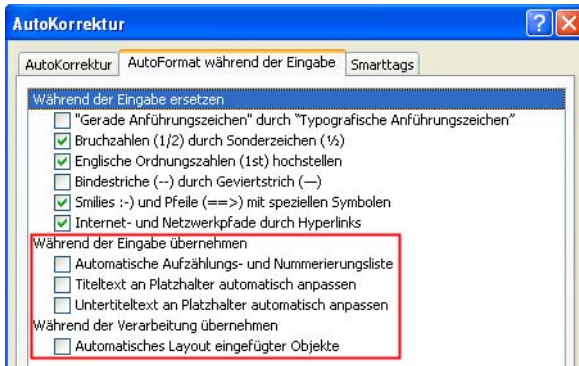 AutoKorrektur
AutoKorrektur AutoFormat während der Eingabe Smarttags
Während der Eingabe ersetzen
"Gerade Anführungszeichen" durch “Typografische Anführungszeichen”
Bruchzahlen (1/2) durch Sonderzeichen (½)
Englische Ordnungszahlen (1st) hochstellen
Bindestriche (--) durch Geviertstrich (—)
Smilies :-) und Pfeile (==>) mit speziellen Symbolen
Internet- und Netzwerkpfade durch Hyperlinks
Während der Eingabe übernehmen
Automatische Aufzählungs- und Nummerierungsliste
Titeltext an Platzhalter automatisch anpassen
Untertiteltext an Platzhalter automatisch anpassen
Während der Verarbeitung übernehmen
Automatisches Layout eingefügter Objekte